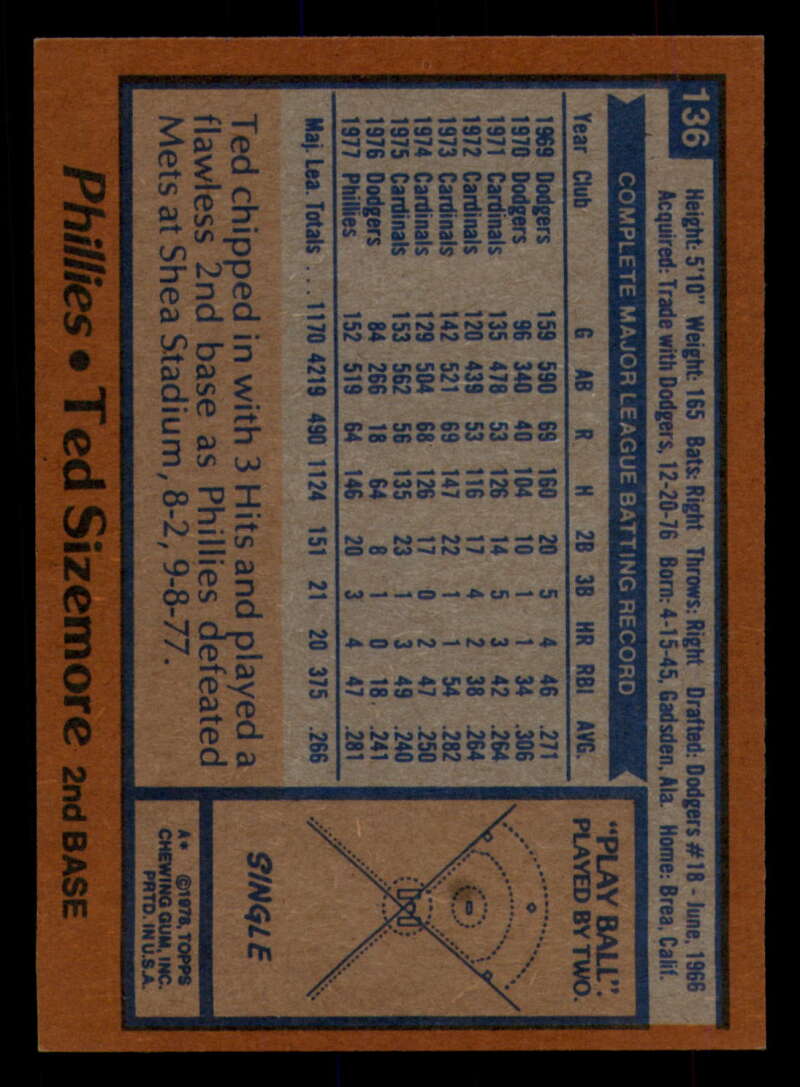 136
Height: 5'10" Weight: 165 Bats: Right Throws: Right Drafted: Dodgers #18 - June, 1966
Acquired: Trade with Dodgers, 12-20-76 Born: 4-15-45, Gadsden, Ala. Home: Brea, Calif.
COMPLETE MAJOR LEAGUE BATTING RECORD
Year Club G AB R H 2B 3B HR RBI AVG.
1969 Dodgers 159 590 69 160 20 5 4 46 .271
1970 Dodgers 96 340 40 104 10 1 1 34 .306
1971 Cardinals 135 478 53 126 14 5 3 42 .264
1972 Cardinals 120 439 53 116 17 4 2 38 .264
1973 Cardinals 142 521 69 147 22 1 1 54 .282
1974 Cardinals 129 504 68 126 17 0 2 47 .250
1975 Cardinals 153 562 56 135 23 1 3 49 .240
1976 Dodgers 84 266 18 64 8 1 0 18 .241
1977 Phillies 152 519 64 146 20 3 4 47 .281
Maj. Lea. Totals ... 1170 4219 490 1124 151 21 20 375 .266
Ted chipped in with 3 Hits and played a
flawless 2nd base as Phillies defeated
Mets at Shea Stadium, 8-2, 9-8-77.
"PLAY BALL".
PLAYED BY TWO.
SINGLE
A* ©1978, TOPPS
CHEWING GUM, INC.
PRTD. IN U.S.A.
Phillies • Ted Sizemore 2nd BASE